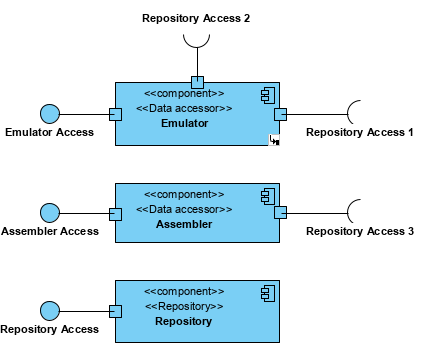 Repository Access 2
<<component>>
<<Data accessor>>
Emulator
Emulator Access
Repository Access 1
<<component>>
<<Data accessor>>
Assembler
Assembler Access
Repository Access 3
<<component>>
<<Repository>>
Repository
Repository Access